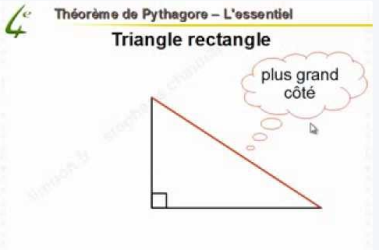 4e
Théorème de Pythagore – L'essentiel
Triangle rectangle
plus grand
côté